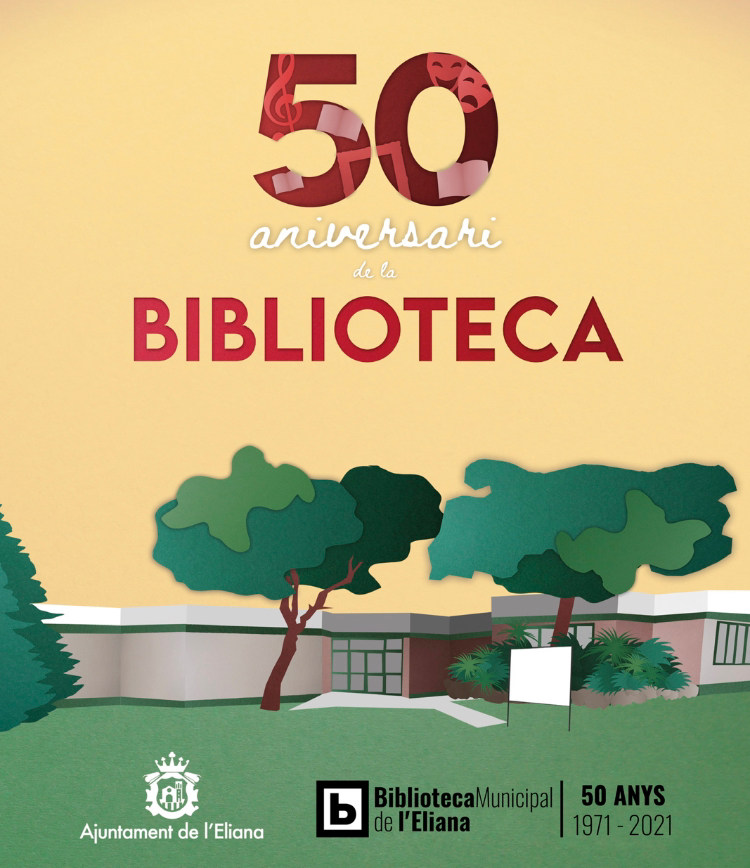 50
aniversari
de la
BIBLIOTECA
Ajuntament de l'Eliana
b
BibliotecaMunicipal
de l'Eliana
50 ANYS
1971 - 2021